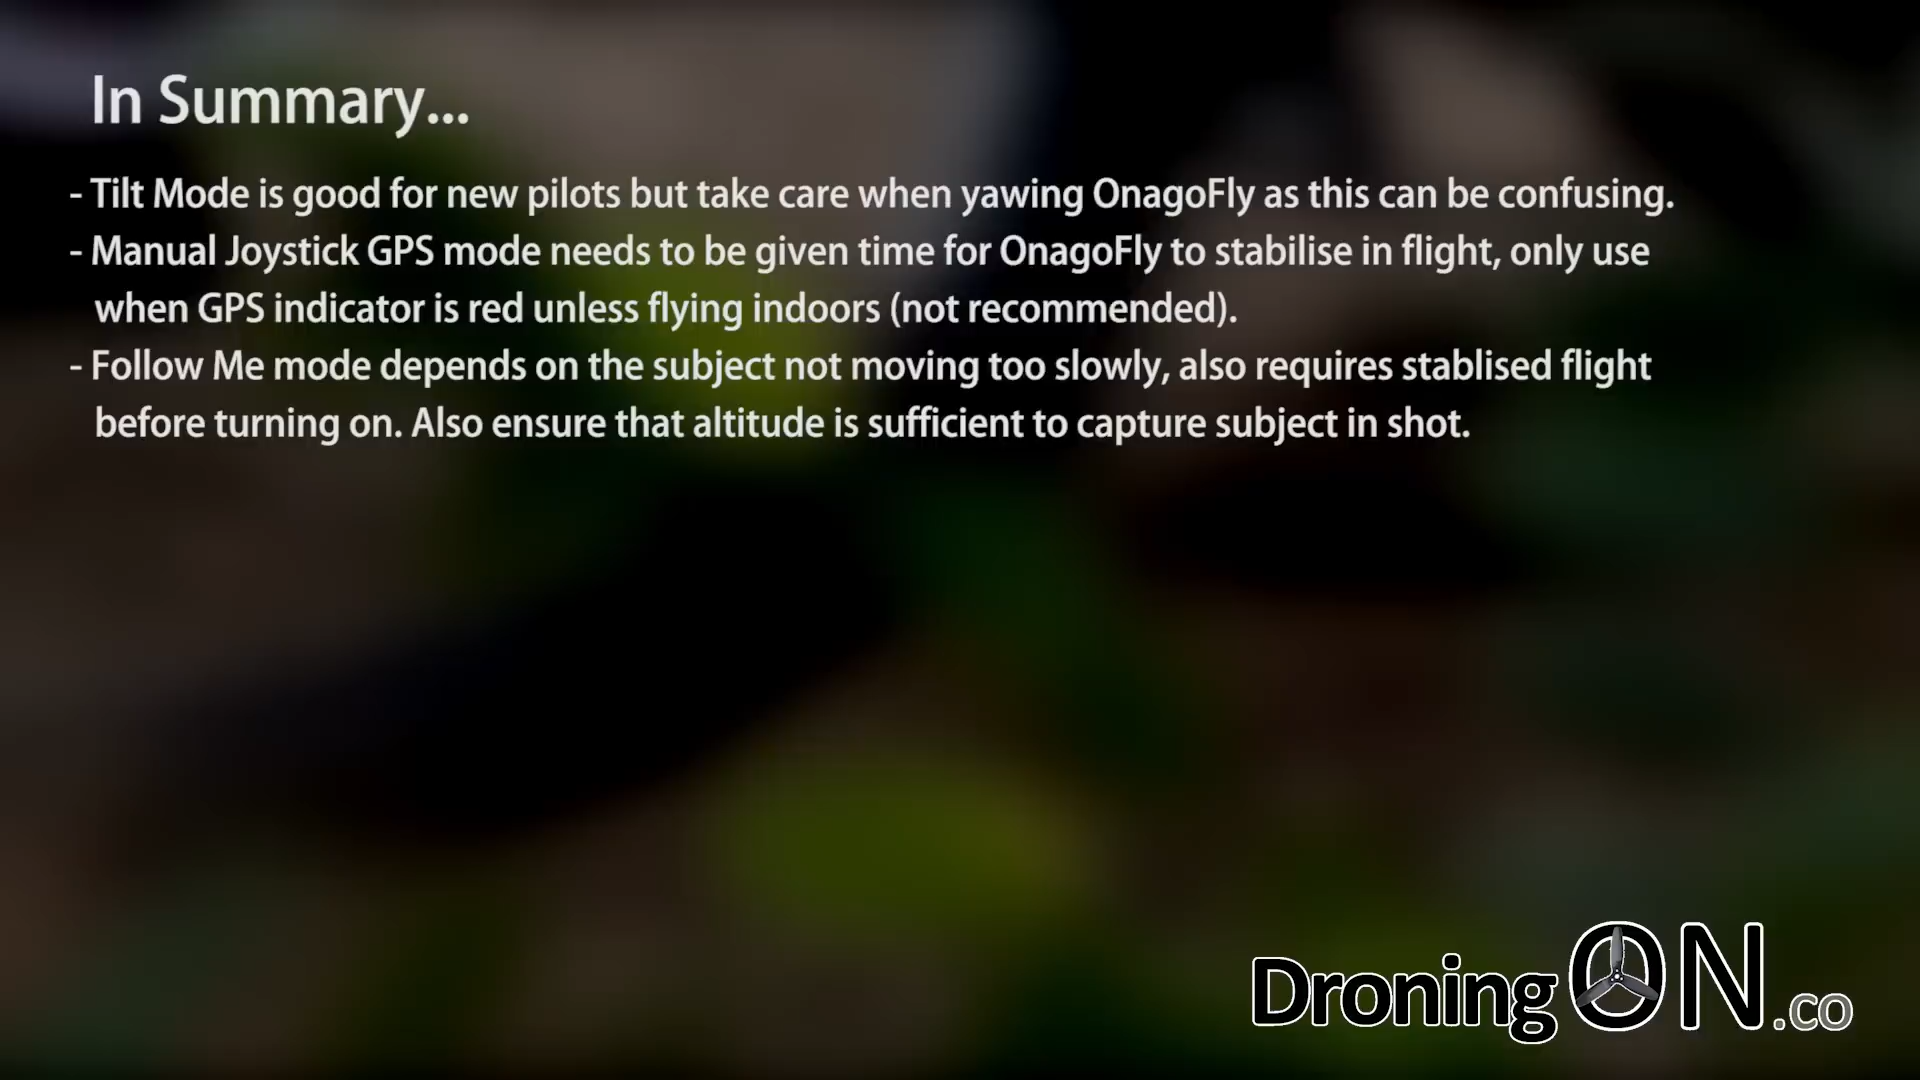 In Summary...
- Tilt Mode is good for new pilots but take care when yawing OnagoFly as this can be confusing.
- Manual Joystick GPS mode needs to be given time for OnagoFly to stabilise in flight, only use
when GPS indicator is red unless flying indoors (not recommended).
- Follow Me mode depends on the subject not moving too slowly, also requires stablised flight
before turning on. Also ensure that altitude is sufficient to capture subject in shot.
DroningON.co